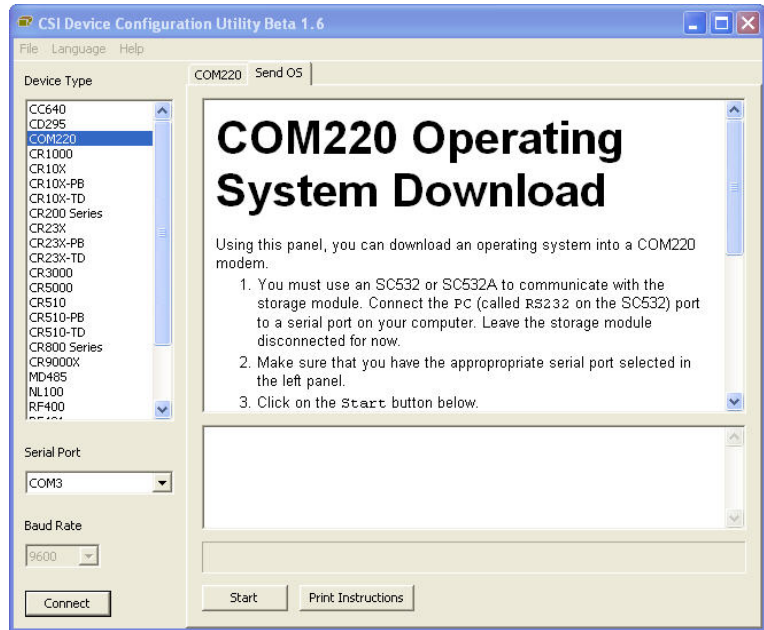 CSI Device Configuration Utility Beta 1.6
File Language Help
Device Type
CC640
CD295
COM220
CR1000
CR10X
CR10X-PB
CR10X-TD
CR200 Series
CR23X
CR23X-PB
CR23X-TD
CR3000
CR5000
CR510
CR510-PB
CR510-TD
CR800 Series
CR9000X
MD485
NL100
RF400
Serial Port
COM3
Baud Rate
9600
Connect
COM220 Send OS
COM220 Operating
System Download
Using this panel, you can download an operating system into a COM220
modem.
1. You must use an SC532 or SC532A to communicate with the
storage module. Connect the PC (called RS232 on the SC532) port
to a serial port on your computer. Leave the storage module
disconnected for now.
2. Make sure that you have the appropropriate serial port selected in
the left panel.
3. Click on the Start button below.
Start Print Instructions